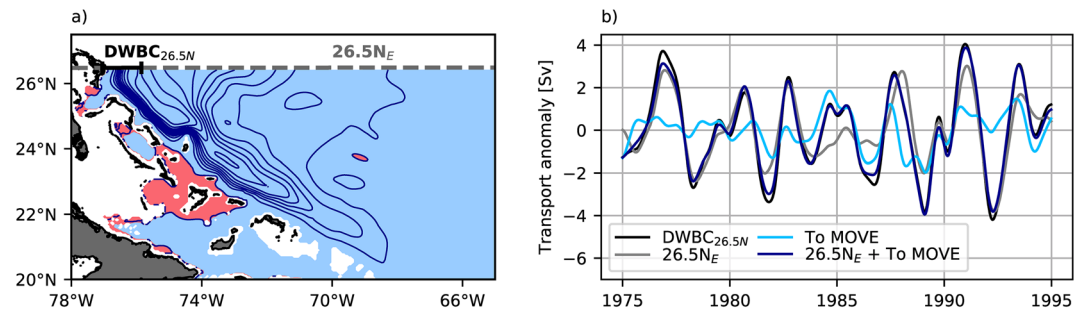 a)
DWBC26.5N
26.5NE
26°N
24°N
22°N
20°N
78°W
74°W
70°W
66°W
b)
Transport anomaly [Sv]
4
2
0
−2
−4
−6
DWBC26.5N
26.5NE
To MOVE
26.5NE + To MOVE
1975
1980
1985
1990
1995